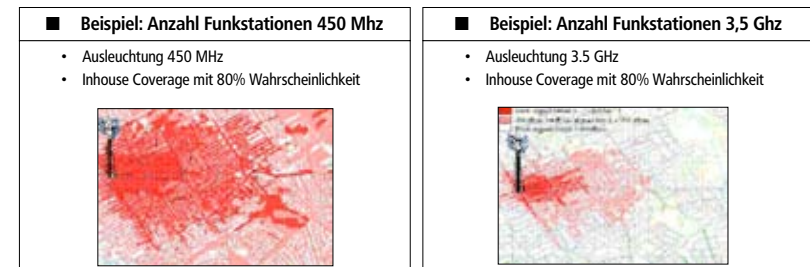 ■ Beispiel: Anzahl Funkstationen 450 Mhz
• Ausleuchtung 450 MHz
• Inhouse Coverage mit 80% Wahrscheinlichkeit
■ Beispiel: Anzahl Funkstationen 3,5 Ghz
• Ausleuchtung 3.5 GHz
• Inhouse Coverage mit 80% Wahrscheinlichkeit